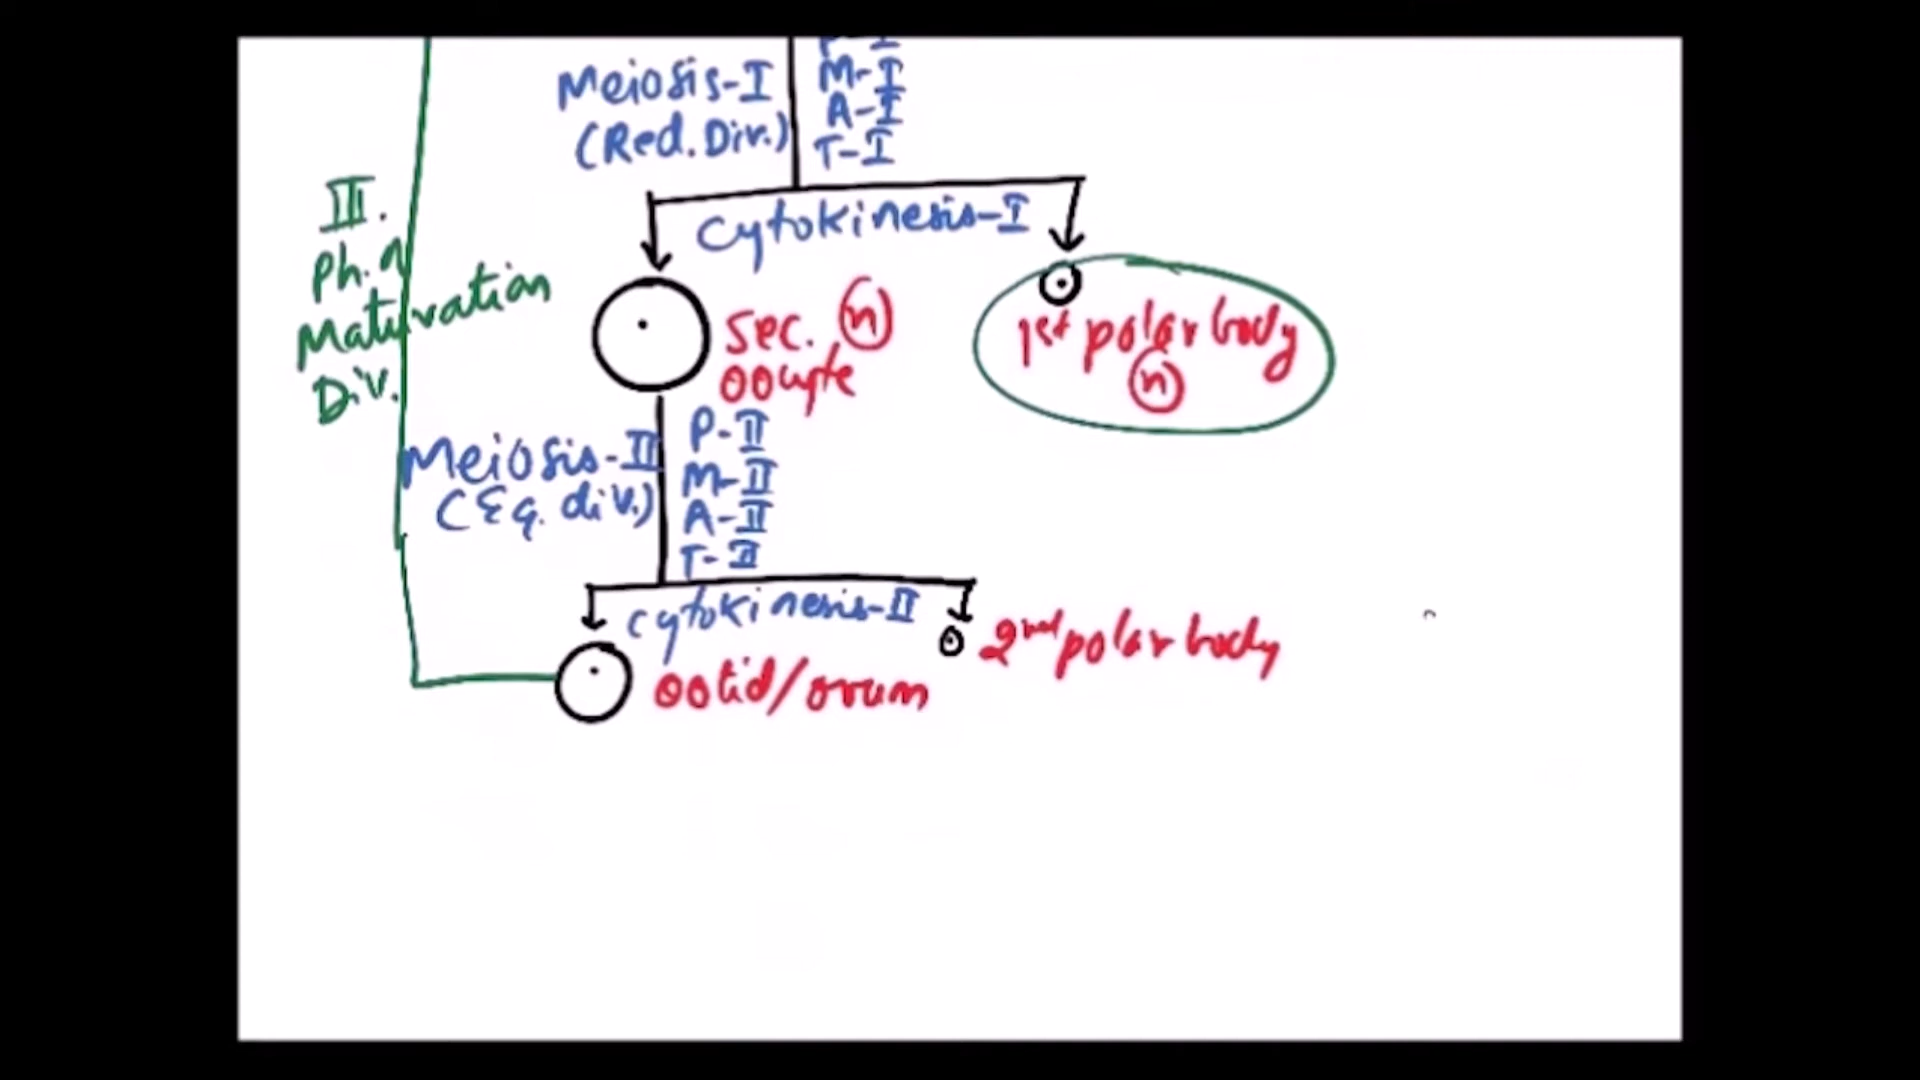 P-I
Meiosis-I
(Red. Div.)
M-I
A-I
T-I
Cytokinesis-I
III.
Ph. of
Maturation
Div.
Sec. n
oocyte
1st polar body
n
Meiosis-II
(Eq. div.)
P-II
M-II
A-II
T-II
Cytokinesis-II
ootid/ovum
2nd polar body